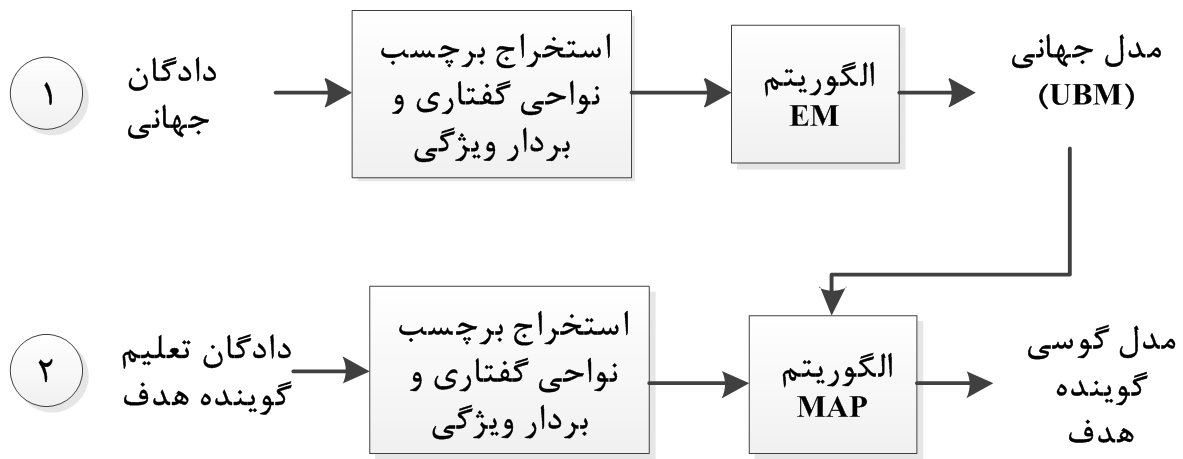 ۱
دادگان
جهانی
استخراج برچسب
نواحی گفتاری و
بردار ویژگی
الگوریتم
EM
مدل جهانی
(UBM)
۲
دادگان تعلیم
گوینده هدف
استخراج برچسب
نواحی گفتاری و
بردار ویژگی
الگوریتم
MAP
مدل گوسی
گوینده
هدف